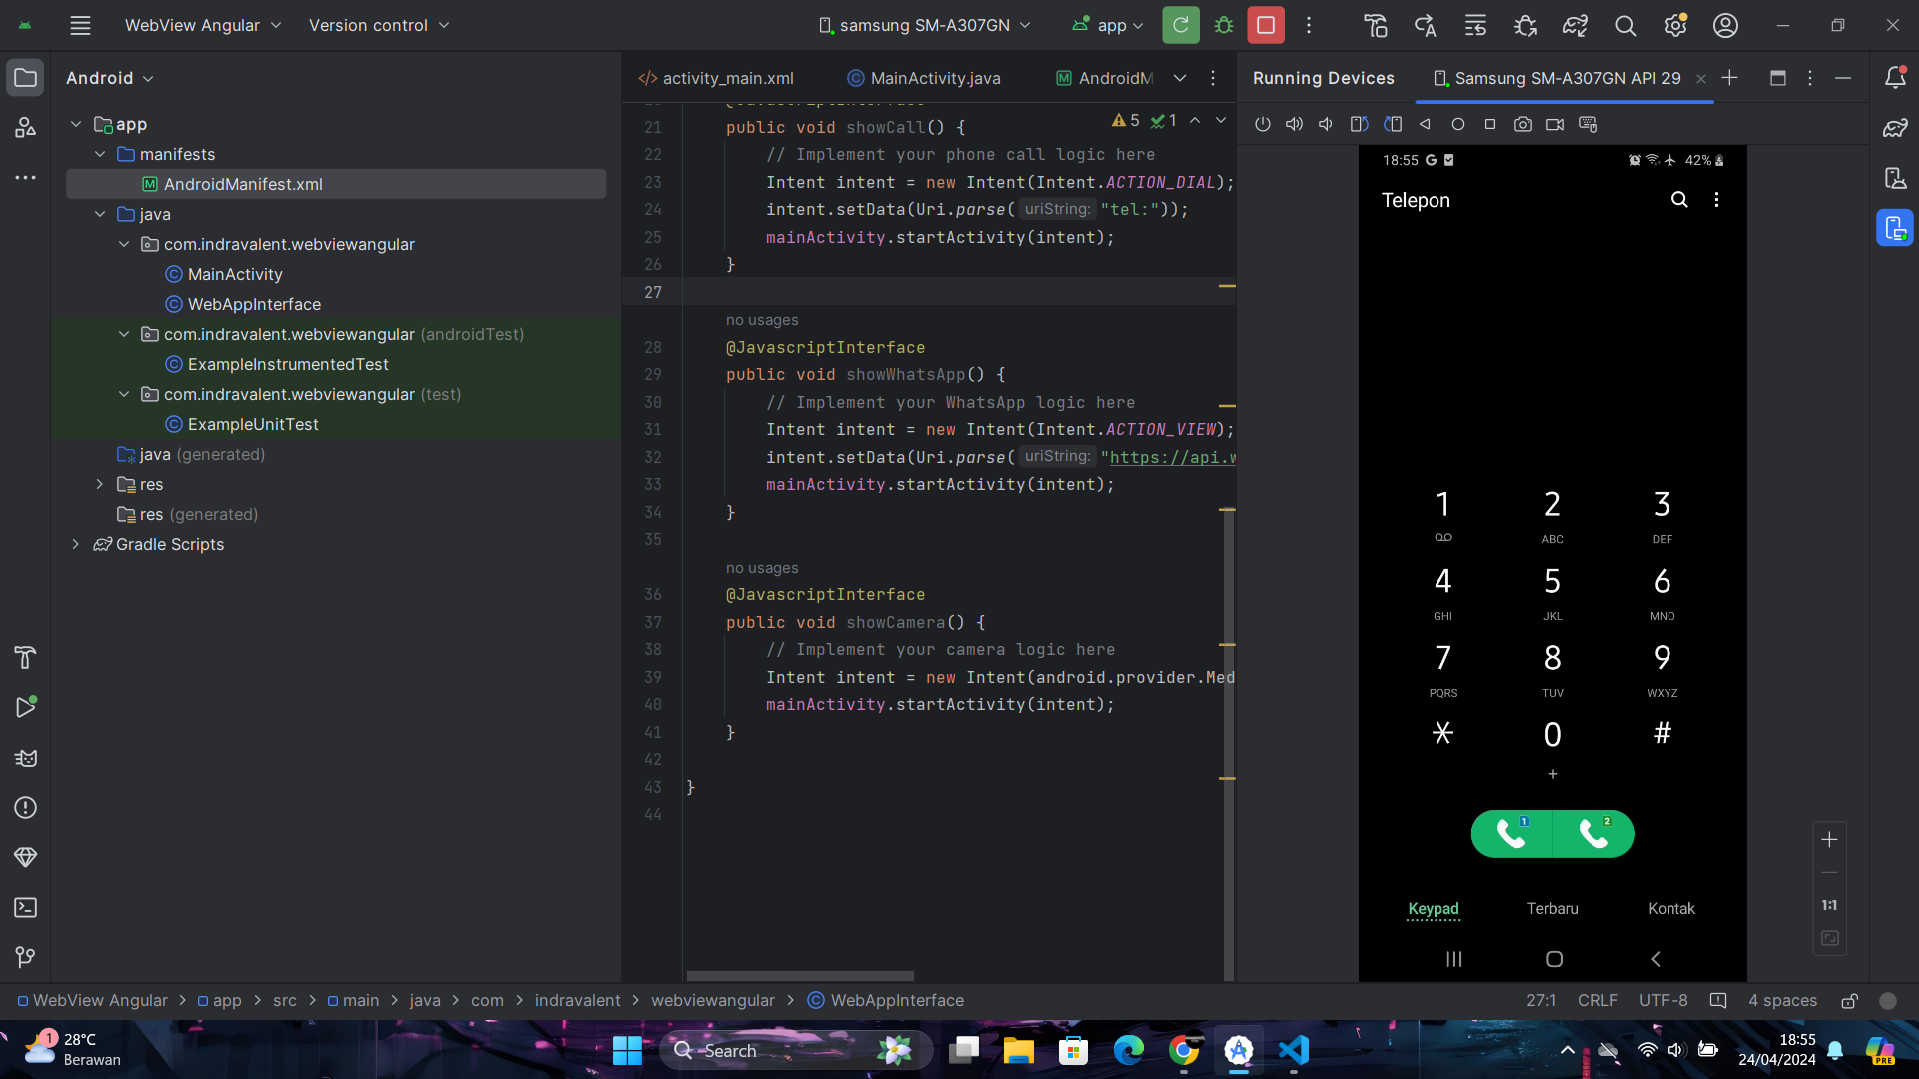 WebView Angular
Version control
samsung SM-A307GN
app
Android
app
manifests
AndroidManifest.xml
java
com.indravalent.webviewangular
MainActivity
WebAppInterface
com.indravalent.webviewangular (androidTest)
ExampleInstrumentedTest
com.indravalent.webviewangular (test)
ExampleUnitTest
java (generated)
res
res (generated)
Gradle Scripts
activity_main.xml
MainActivity.java
AndroidM
5
1
21 public void showCall() {
22 // Implement your phone call logic here
23 Intent intent = new Intent(Intent.ACTION_DIAL);
24 intent.setData(Uri.parse( uriString: "tel:"));
25 mainActivity.startActivity(intent);
26 }
27
no usages
28 @JavascriptInterface
29 public void showWhatsApp() {
30 // Implement your WhatsApp logic here
31 Intent intent = new Intent(Intent.ACTION_VIEW);
32 intent.setData(Uri.parse( uriString: "https://api.w
33 mainActivity.startActivity(intent);
34 }
35
no usages
36 @JavascriptInterface
37 public void showCamera() {
38 // Implement your camera logic here
39 Intent intent = new Intent(android.provider.Med
40 mainActivity.startActivity(intent);
41 }
42
43 }
44
Running Devices
Samsung SM-A307GN API 29
18:55 G
42%
Telepon
1 2 3
ABC DEF
4 5 6
GHI JKL MNO
7 8 9
PQRS TUV WXYZ
* 0 #
+
1 2
Keypad
Terbaru
Kontak
1:1
WebView Angular > app > src > main > java > com > indravalent > webviewangular > WebAppInterface
27:1 CRLF UTF-8 4 spaces
1
28°C
Berawan
Search
18:55
24/04/2024
PRE